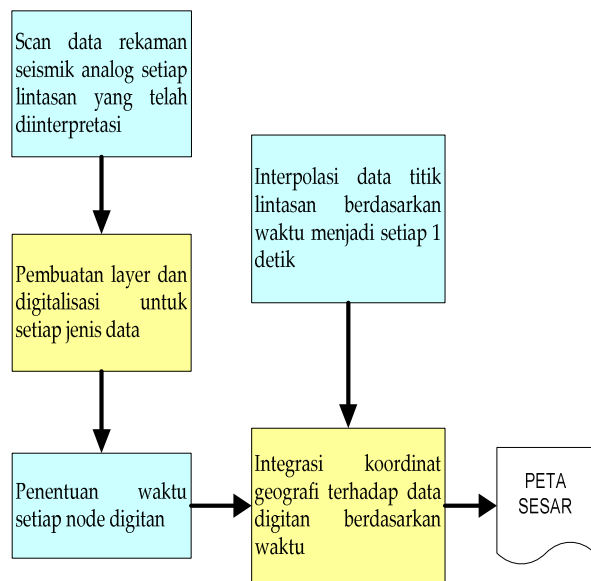 Scan data rekaman
seismik analog setiap
lintasan yang telah
diinterpretasi
Pembuatan layer dan
digitalisasi untuk
setiap jenis data
Penentuan waktu
setiap node digitan
Interpolasi data titik
lintasan berdasarkan
waktu menjadi setiap 1
detik
Integrasi koordinat
geografi terhadap data
digitan berdasarkan
waktu
PETA
SESAR